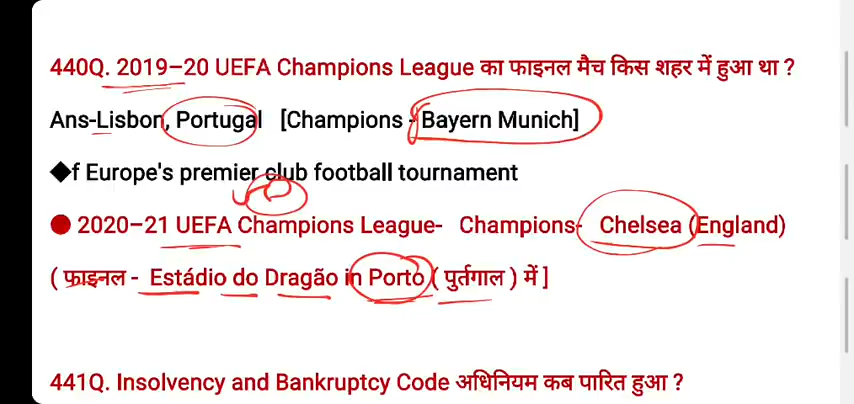 440Q. 2019–20 UEFA Champions League का फाइनल मैच किस शहर में हुआ था ?
Ans-Lisbon, Portugal [Champions - Bayern Munich]
◆f Europe's premier club football tournament
● 2020–21 UEFA Champions League- Champions- Chelsea (England)
( फाइनल - Estádio do Dragão in Porto ( पुर्तगाल ) में ]
441Q. Insolvency and Bankruptcy Code अधिनियम कब पारित हुआ ?